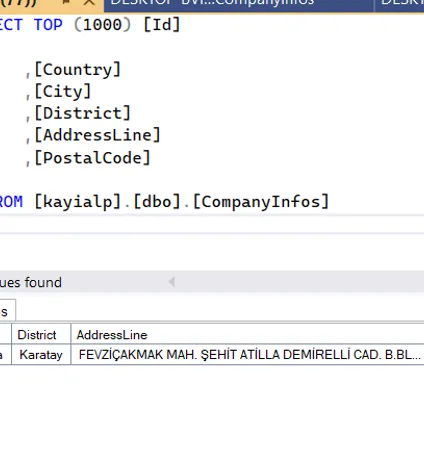 (77))
DESKTOP-BVI...CompanyInfos
DESKT
ECT TOP (1000) [Id]
,[Country]
,[City]
,[District]
,[AddressLine]
,[PostalCode]
ROM [kayialp].[dbo].[CompanyInfos]
ues found
s
District AddressLine
a Karatay FEVZİÇAKMAK MAH. ŞEHİT ATİLLA DEMİRELLİ CAD. B.BL...